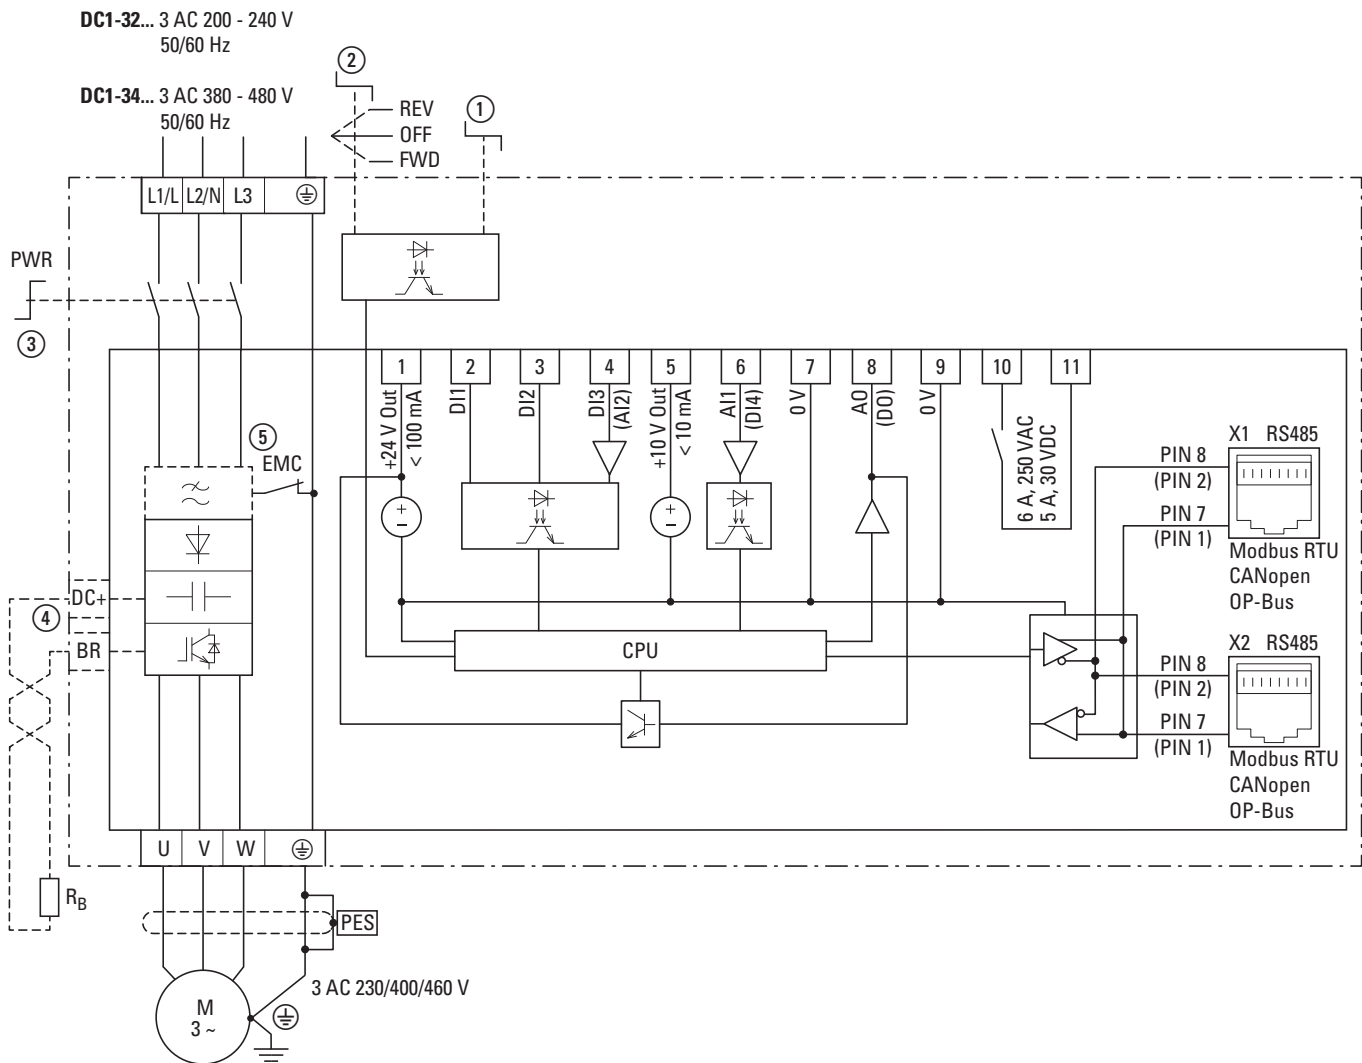 DC1-32... 3 AC 200 - 240 V
50/60 Hz
DC1-34... 3 AC 380 - 480 V
50/60 Hz
2
REV
OFF
FWD
1
L1/L L2/N L3
PWR
3
1 2 3 4 5 6 7 8 9 10 11
+24 V Out
< 100 mA
DI1
DI2
DI3
(AI2)
+10 V Out
< 10 mA
AI1
(DI4)
0 V
AO
(DO)
0 V
6 A, 250 VAC
5 A, 30 VDC
5
EMC
X1 RS485
PIN 8
(PIN 2)
PIN 7
(PIN 1)
Modbus RTU
CANopen
OP-Bus
+
–
+
–
DC+
4
BR
CPU
X2 RS485
PIN 8
(PIN 2)
PIN 7
(PIN 1)
Modbus RTU
CANopen
OP-Bus
U V W
RB
PES
3 AC 230/400/460 V
M
3 ~